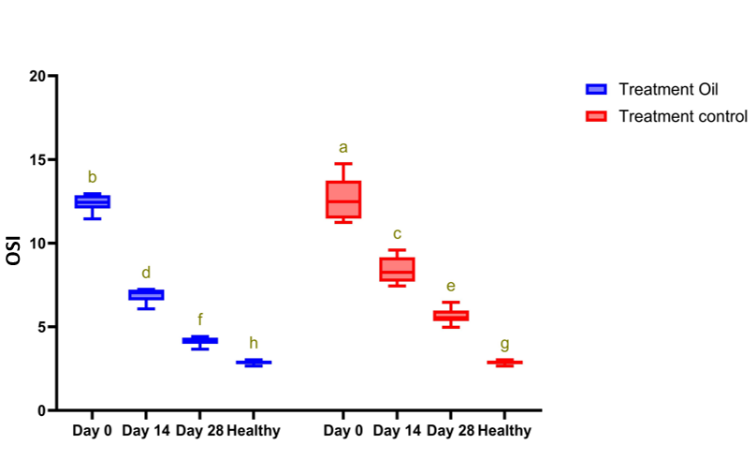 20
15
10
5
0
OSI
b
d
f
h
a
c
e
g
Day 0 Day 14 Day 28 Healthy Day 0 Day 14 Day 28 Healthy
Treatment Oil
Treatment control